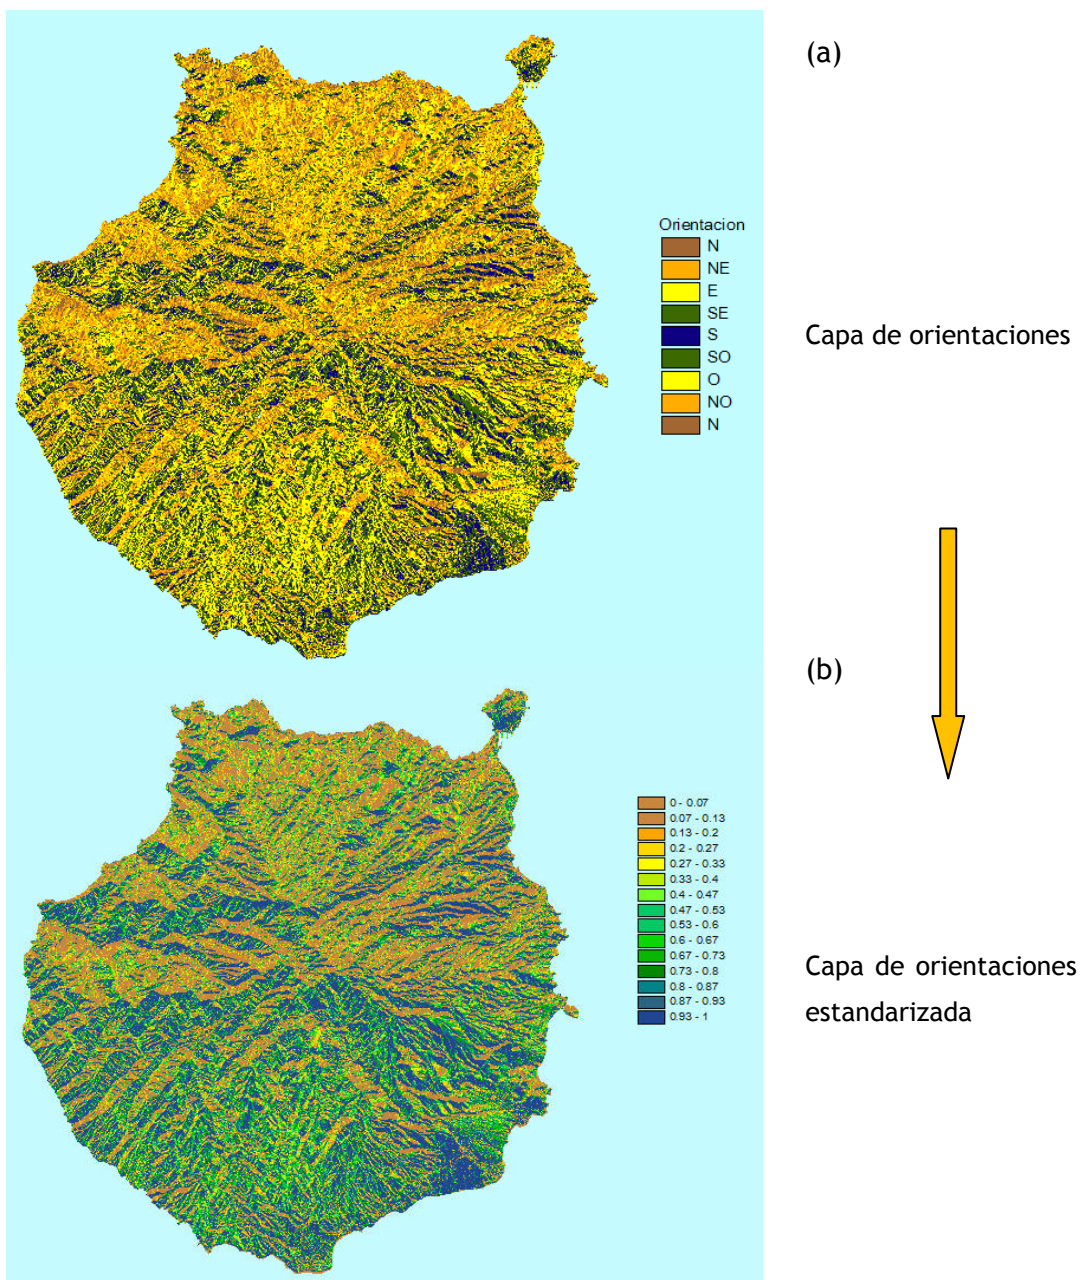 (a)
Orientacion
N
NE
E
SE
S
SO
O
NO
N
Capa de orientaciones
(b)
0 - 0.07
0.07 - 0.13
0.13 - 0.2
0.2 - 0.27
0.27 - 0.33
0.33 - 0.4
0.4 - 0.47
0.47 - 0.53
0.53 - 0.6
0.6 - 0.67
0.67 - 0.73
0.73 - 0.8
0.8 - 0.87
0.87 - 0.93
0.93 - 1
Capa de orientaciones
estandarizada